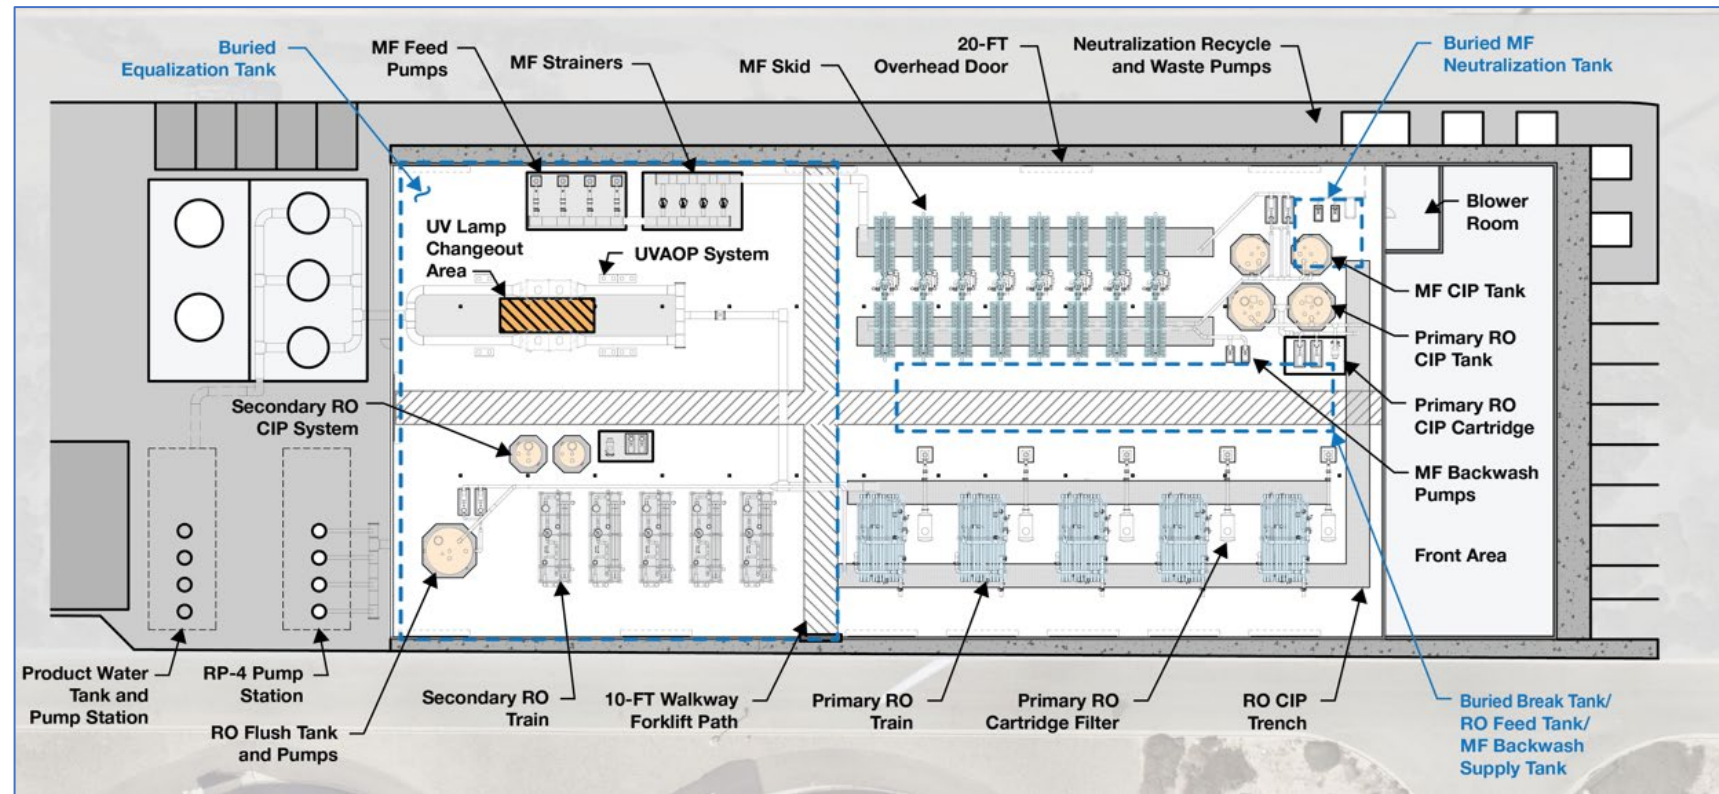 Buried
Equalization Tank
MF Feed
Pumps
MF Strainers
MF Skid
20-FT
Overhead Door
Neutralization Recycle
and Waste Pumps
Buried MF
Neutralization Tank
UV Lamp
Changeout
Area
UVAOP System
Blower
Room
MF CIP Tank
Primary RO
CIP Tank
Primary RO
CIP Cartridge
MF Backwash
Pumps
Front Area
Secondary RO
CIP System
Product Water
Tank and
Pump Station
RP-4 Pump
Station
RO Flush Tank
and Pumps
Secondary RO
Train
10-FT Walkway
Forklift Path
Primary RO
Train
Primary RO
Cartridge Filter
RO CIP
Trench
Buried Break Tank/
RO Feed Tank/
MF Backwash
Supply Tank